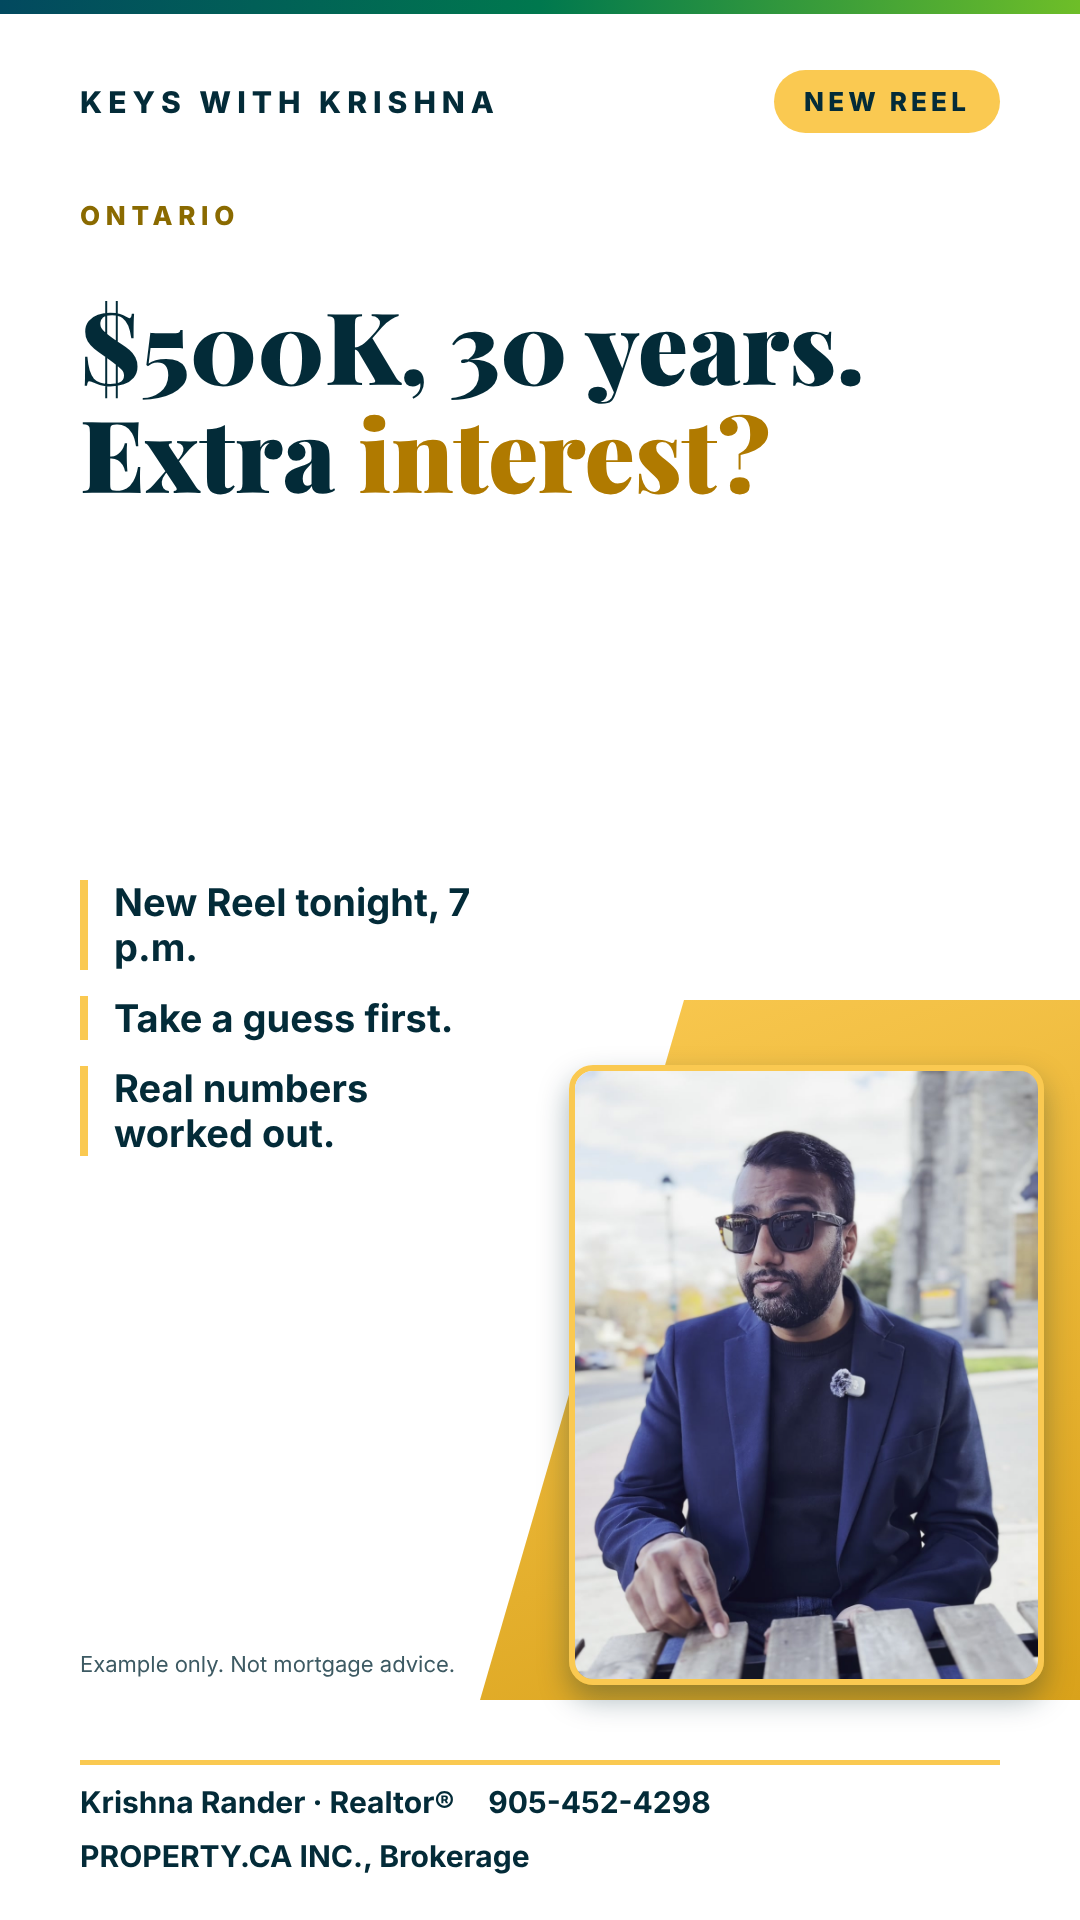 KEYS WITH KRISHNA
NEW REEL
ONTARIO
$500K, 30 years.
Extra interest?
New Reel tonight, 7
p.m.
Take a guess first.
Real numbers
worked out.
Example only. Not mortgage advice.
Krishna Rander · Realtor® 905-452-4298
PROPERTY.CA INC., Brokerage